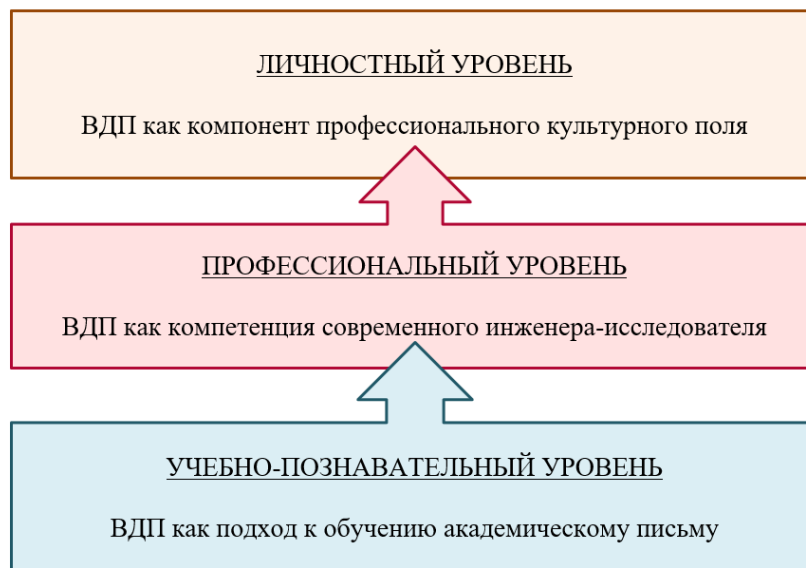 ЛИЧНОСТНЫЙ УРОВЕНЬ
ВДП как компонент профессионального культурного поля
ПРОФЕССИОНАЛЬНЫЙ УРОВЕНЬ
ВДП как компетенция современного инженера-исследователя
УЧЕБНО-ПОЗНАВАТЕЛЬНЫЙ УРОВЕНЬ
ВДП как подход к обучению академическому письму